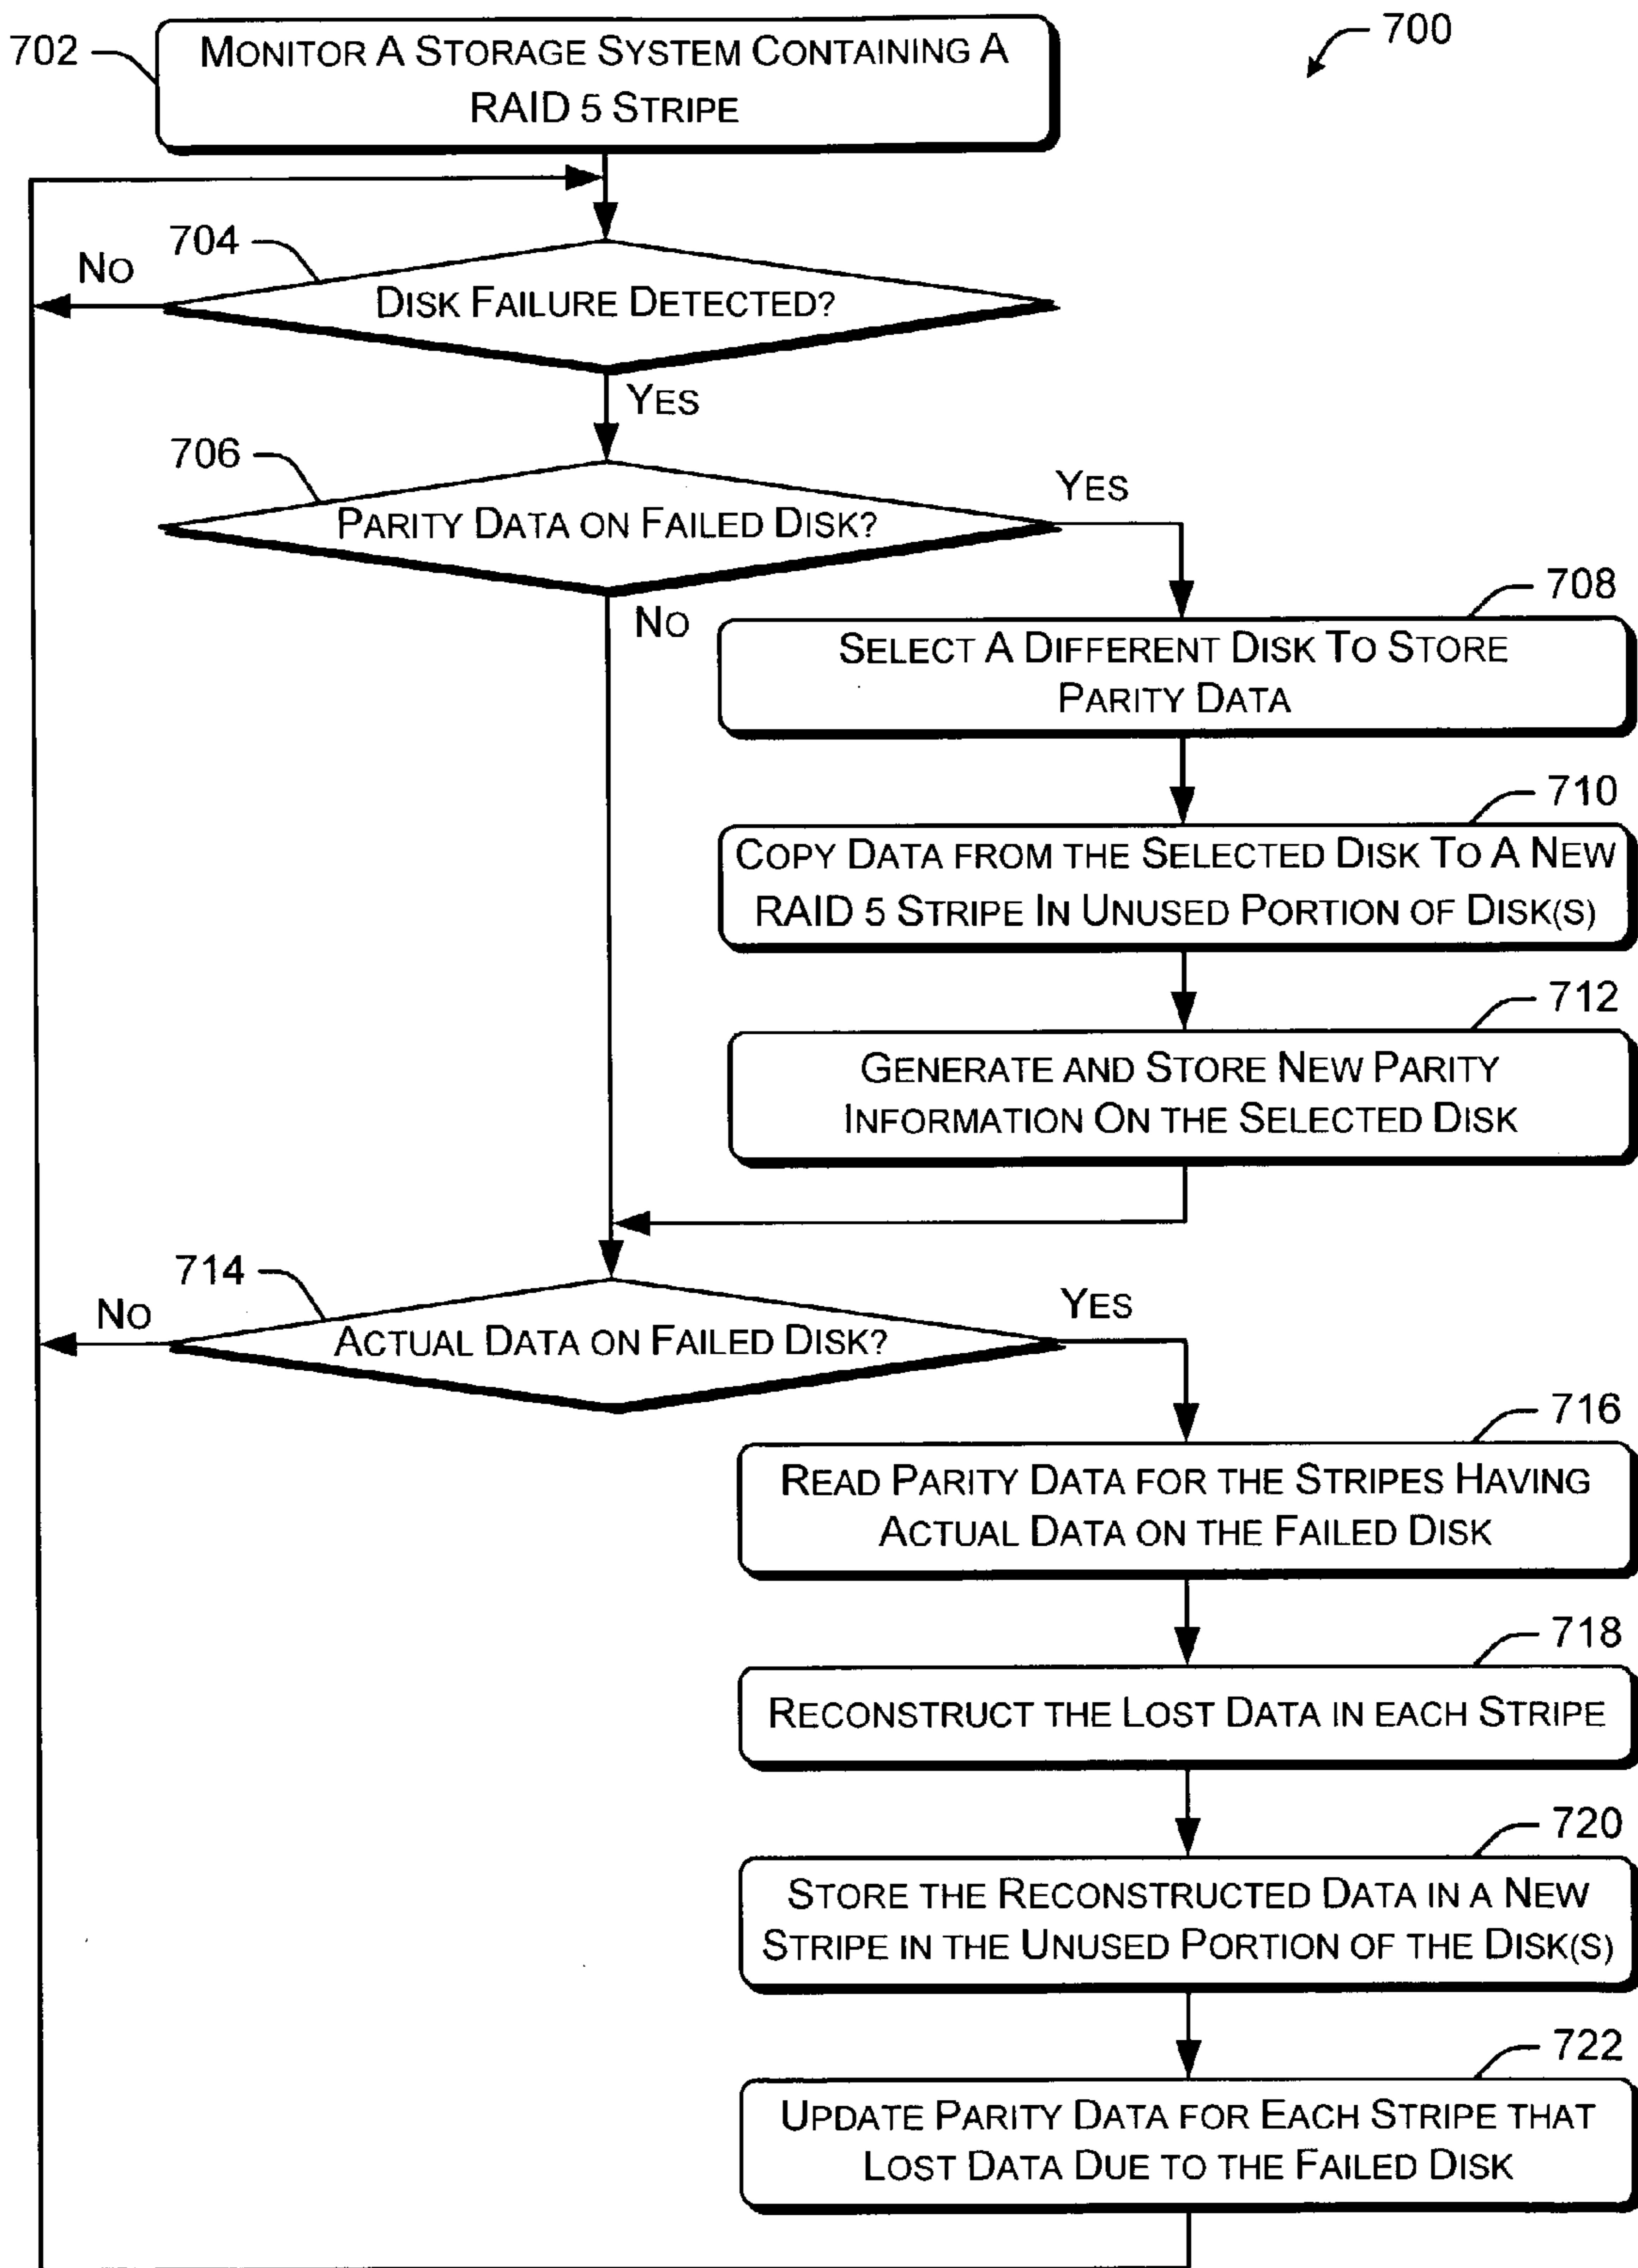 700
702
MONITOR A STORAGE SYSTEM CONTAINING A
RAID 5 STRIPE
704
NO
DISK FAILURE DETECTED?
YES
706
PARITY DATA ON FAILED DISK?
YES
NO
708
SELECT A DIFFERENT DISK TO STORE
PARITY DATA
710
COPY DATA FROM THE SELECTED DISK TO A NEW
RAID 5 STRIPE IN UNUSED PORTION OF DISK(S)
712
GENERATE AND STORE NEW PARITY
INFORMATION ON THE SELECTED DISK
714
NO
ACTUAL DATA ON FAILED DISK?
YES
716
READ PARITY DATA FOR THE STRIPES HAVING
ACTUAL DATA ON THE FAILED DISK
718
RECONSTRUCT THE LOST DATA IN EACH STRIPE
720
STORE THE RECONSTRUCTED DATA IN A NEW
STRIPE IN THE UNUSED PORTION OF THE DISK(S)
722
UPDATE PARITY DATA FOR EACH STRIPE THAT
LOST DATA DUE TO THE FAILED DISK